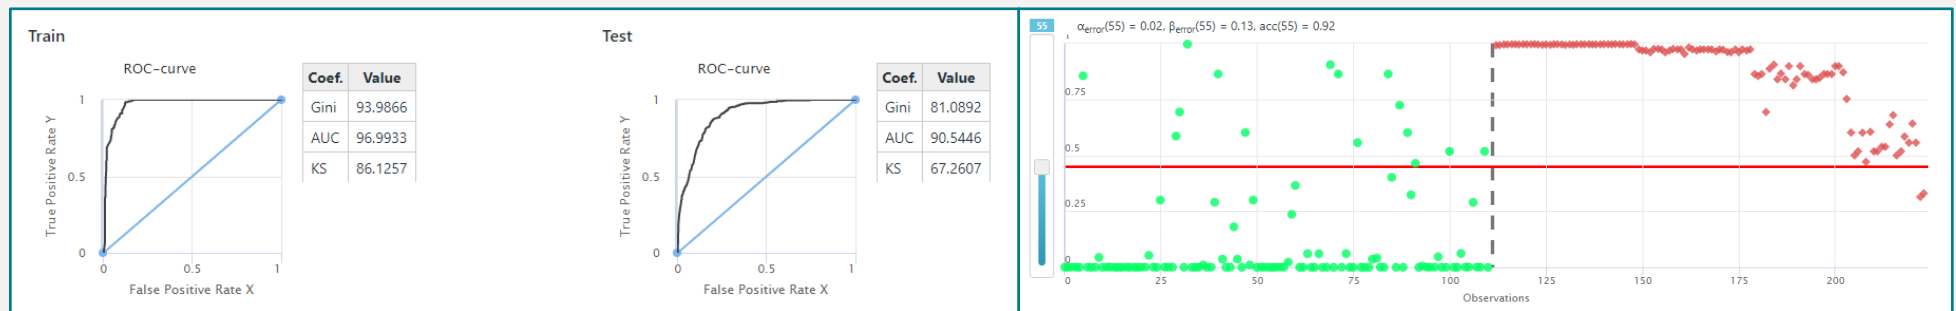 Train
ROC-curve
1
0.5
0
0
0.5
1
True Positive Rate Y
False Positive Rate X
Coef. Value
Gini 93.9866
AUC 96.9933
KS 86.1257
Test
ROC-curve
1
0.5
0
0
0.5
1
True Positive Rate Y
False Positive Rate X
Coef. Value
Gini 81.0892
AUC 90.5446
KS 67.2607
55
αerror(55) = 0.02, βerror(55) = 0.13, acc(55) = 0.92
0.75
0.5
0.25
0
0 25 50 75 100 125 150 175 200
Observations